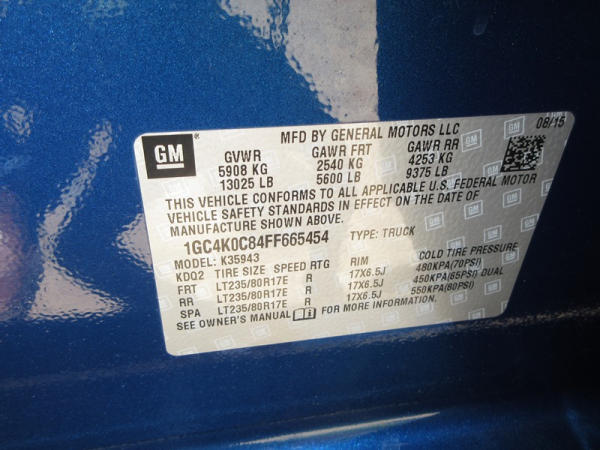 MFD BY GENERAL MOTORS LLC 08/15
GM
GVWR GAWR FRT GAWR RR
5908 KG 2540 KG 4253 KG
13025 LB 5600 LB 9375 LB
THIS VEHICLE CONFORMS TO ALL APPLICABLE U.S. FEDERAL MOTOR
VEHICLE SAFETY STANDARDS IN EFFECT ON THE DATE OF
MANUFACTURE SHOWN ABOVE.
1GC4K0C84FF665454 TYPE: TRUCK
MODEL: K35943
KDQ2 TIRE SIZE SPEED RTG RIM COLD TIRE PRESSURE
FRT LT235/80R17E R 17X6.5J 480KPA(70PSI)
RR LT235/80R17E R 17X6.5J 450KPA(65PSI) DUAL
SPA LT235/80R17E R 17X6.5J 550KPA(80PSI)
SEE OWNER'S MANUAL FOR MORE INFORMATION.